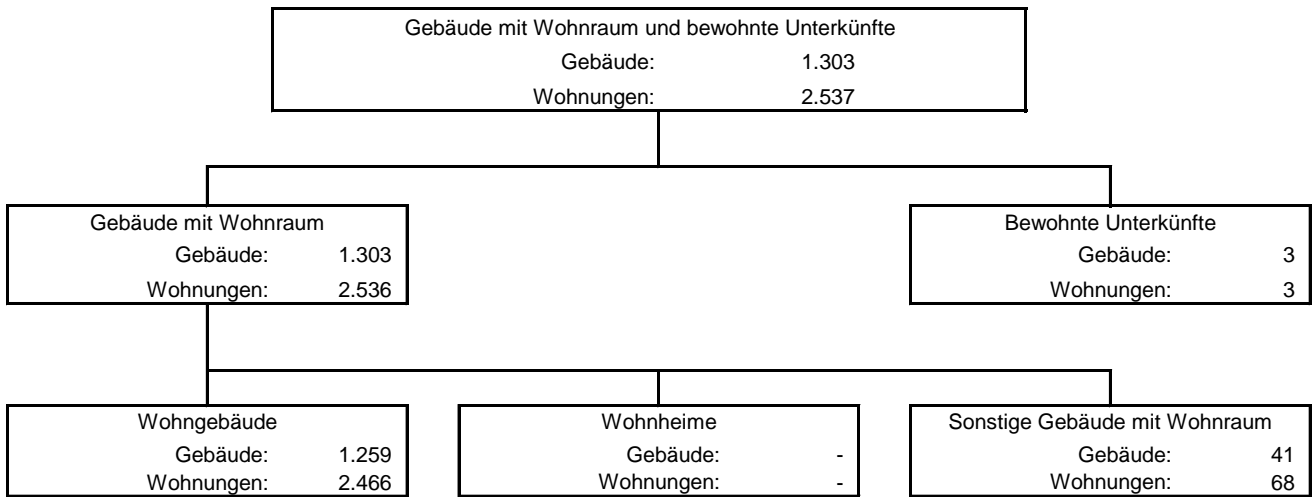 Gebäude mit Wohnraum und bewohnte Unterkünfte
Gebäude: 1.303
Wohnungen: 2.537
Gebäude mit Wohnraum
Gebäude: 1.303
Wohnungen: 2.536
Bewohnte Unterkünfte
Gebäude: 3
Wohnungen: 3
Wohngebäude
Gebäude: 1.259
Wohnungen: 2.466
Wohnheime
Gebäude: -
Wohnungen: -
Sonstige Gebäude mit Wohnraum
Gebäude: 41
Wohnungen: 68